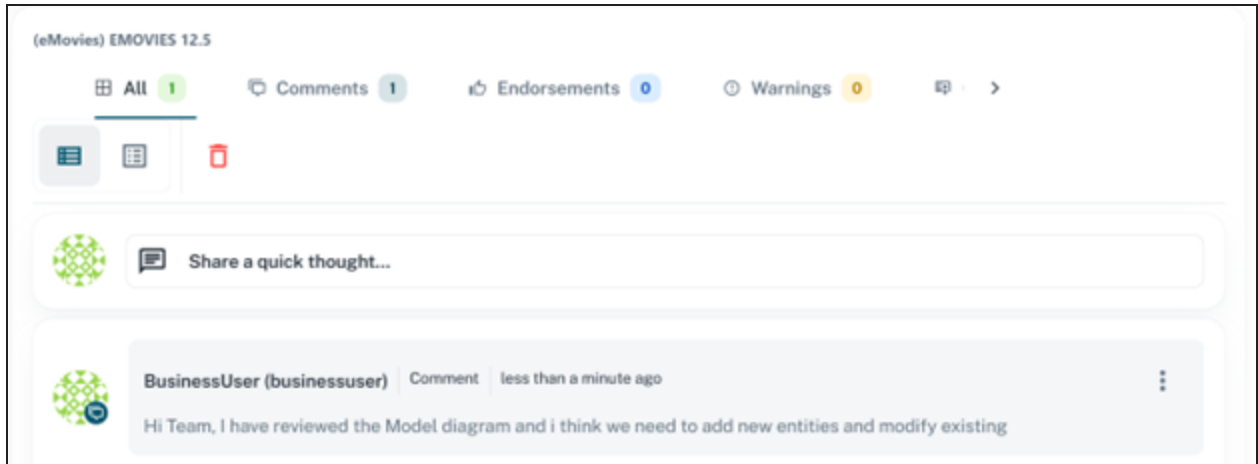 (eMovies) EMOVIES 12.5
All 1 Comments 1 Endorsements 0 Warnings 0
Share a quick thought...
BusinessUser (businessuser) Comment less than a minute ago
Hi Team, I have reviewed the Model diagram and i think we need to add new entities and modify existing